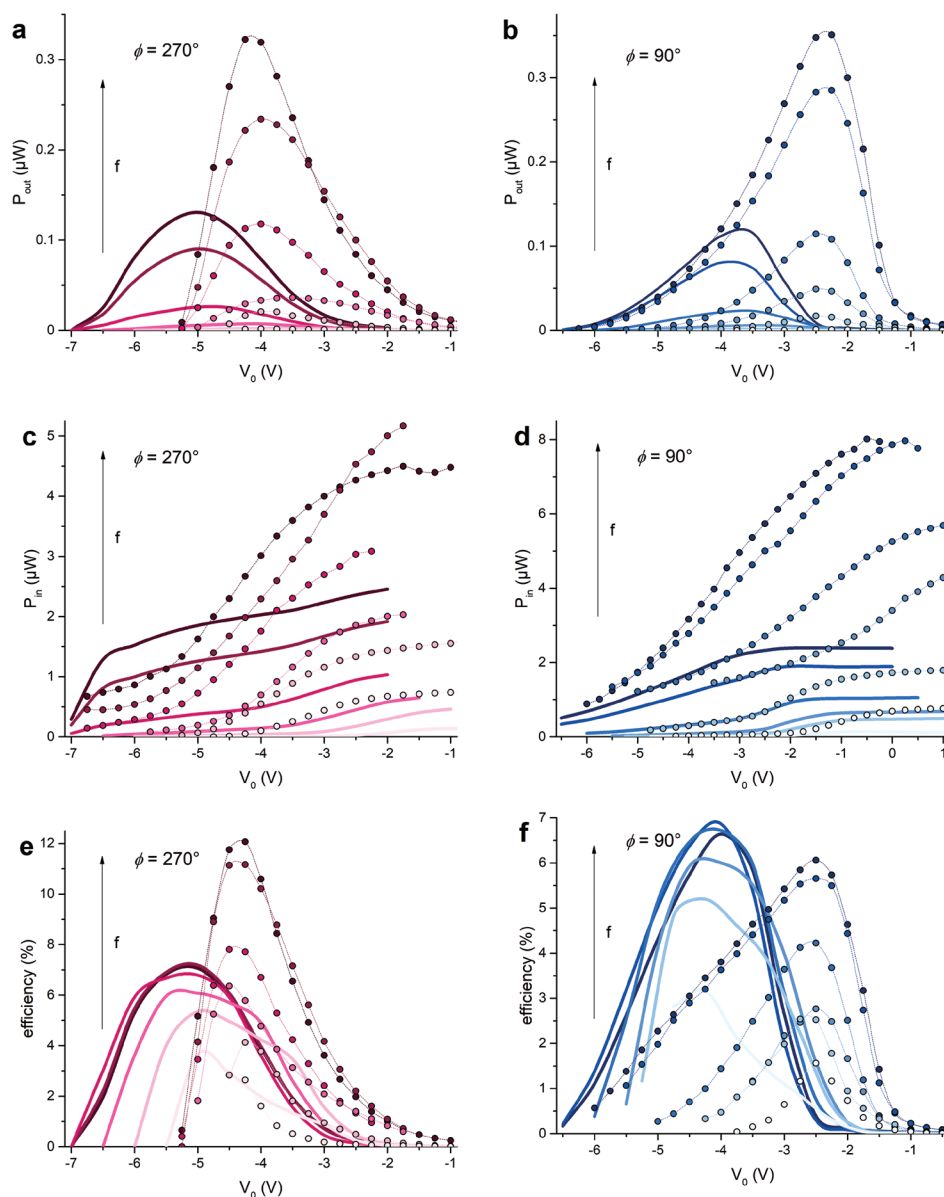 a
ϕ = 270°
f
P_out (µW)
0.3
0.2
0.1
0
-7 -6 -5 -4 -3 -2 -1
V_0 (V)
b
ϕ = 90°
f
P_out (µW)
0.3
0.2
0.1
0
-6 -5 -4 -3 -2 -1
V_0 (V)
c
ϕ = 270°
f
P_in (µW)
5
4
3
2
1
0
-7 -6 -5 -4 -3 -2 -1
V_0 (V)
d
ϕ = 90°
f
P_in (µW)
8
6
4
2
0
-6 -5 -4 -3 -2 -1 0 1
V_0 (V)
e
ϕ = 270°
f
efficiency (%)
12
10
8
6
4
2
0
-7 -6 -5 -4 -3 -2 -1
V_0 (V)
f
ϕ = 90°
f
efficiency (%)
7
6
5
4
3
2
1
0
-6 -5 -4 -3 -2 -1
V_0 (V)